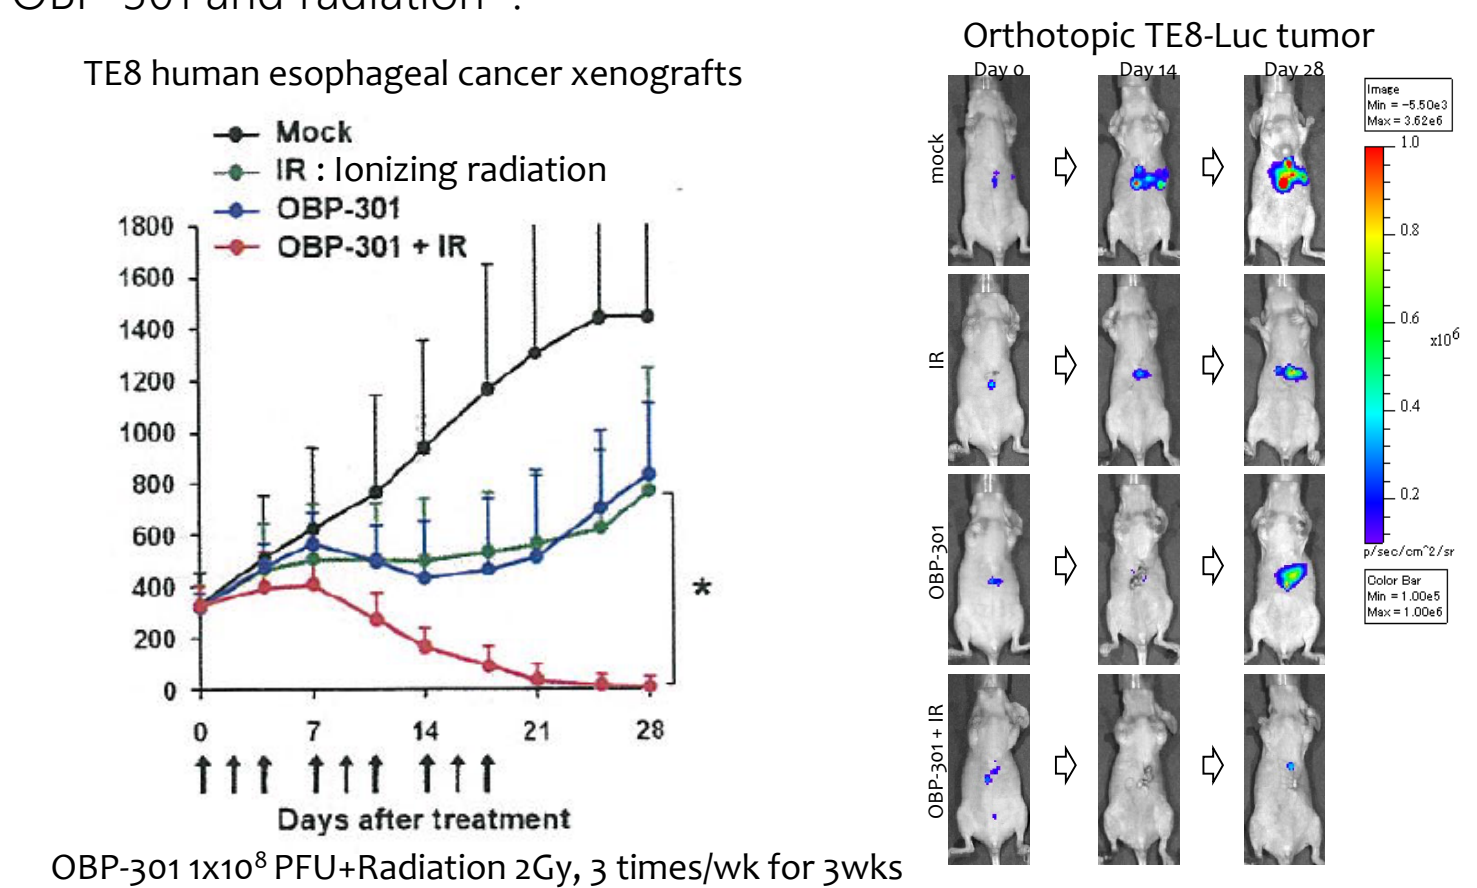 OBP-301 and radiation
TE8 human esophageal cancer xenografts
Mock
IR : Ionizing radiation
OBP-301
OBP-301 + IR
1800
1600
1400
1200
1000
800
600
400
200
0
*
0 7 14 21 28
Days after treatment
OBP-301 1x10⁸ PFU+Radiation 2Gy, 3 times/wk for 3wks
Orthotopic TE8-Luc tumor
Day 0 Day 14 Day 28
mock
IR
OBP-301
OBP-301 + IR
Image
Min = -5.50e3
Max = 3.62e6
1.0
0.8
0.6
x10⁶
0.4
0.2
p/sec/cm^2/sr
Color Bar
Min = 1.00e5
Max = 1.00e6